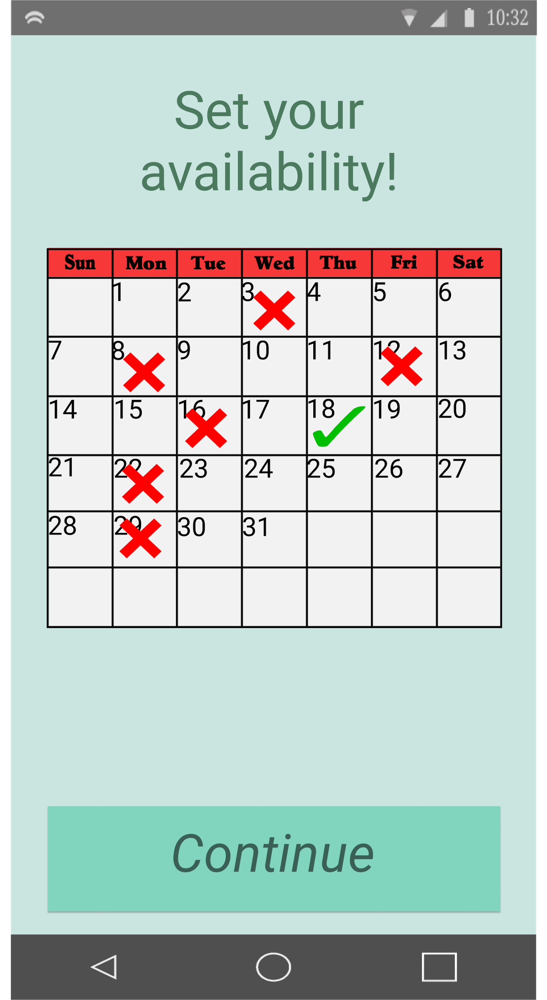 10:32
Set your
availability!
Sun Mon Tue Wed Thu Fri Sat
1 2 3 4 5 6
7 8 9 10 11 12 13
14 15 16 17 18 19 20
21 22 23 24 25 26 27
28 29 30 31
Continue